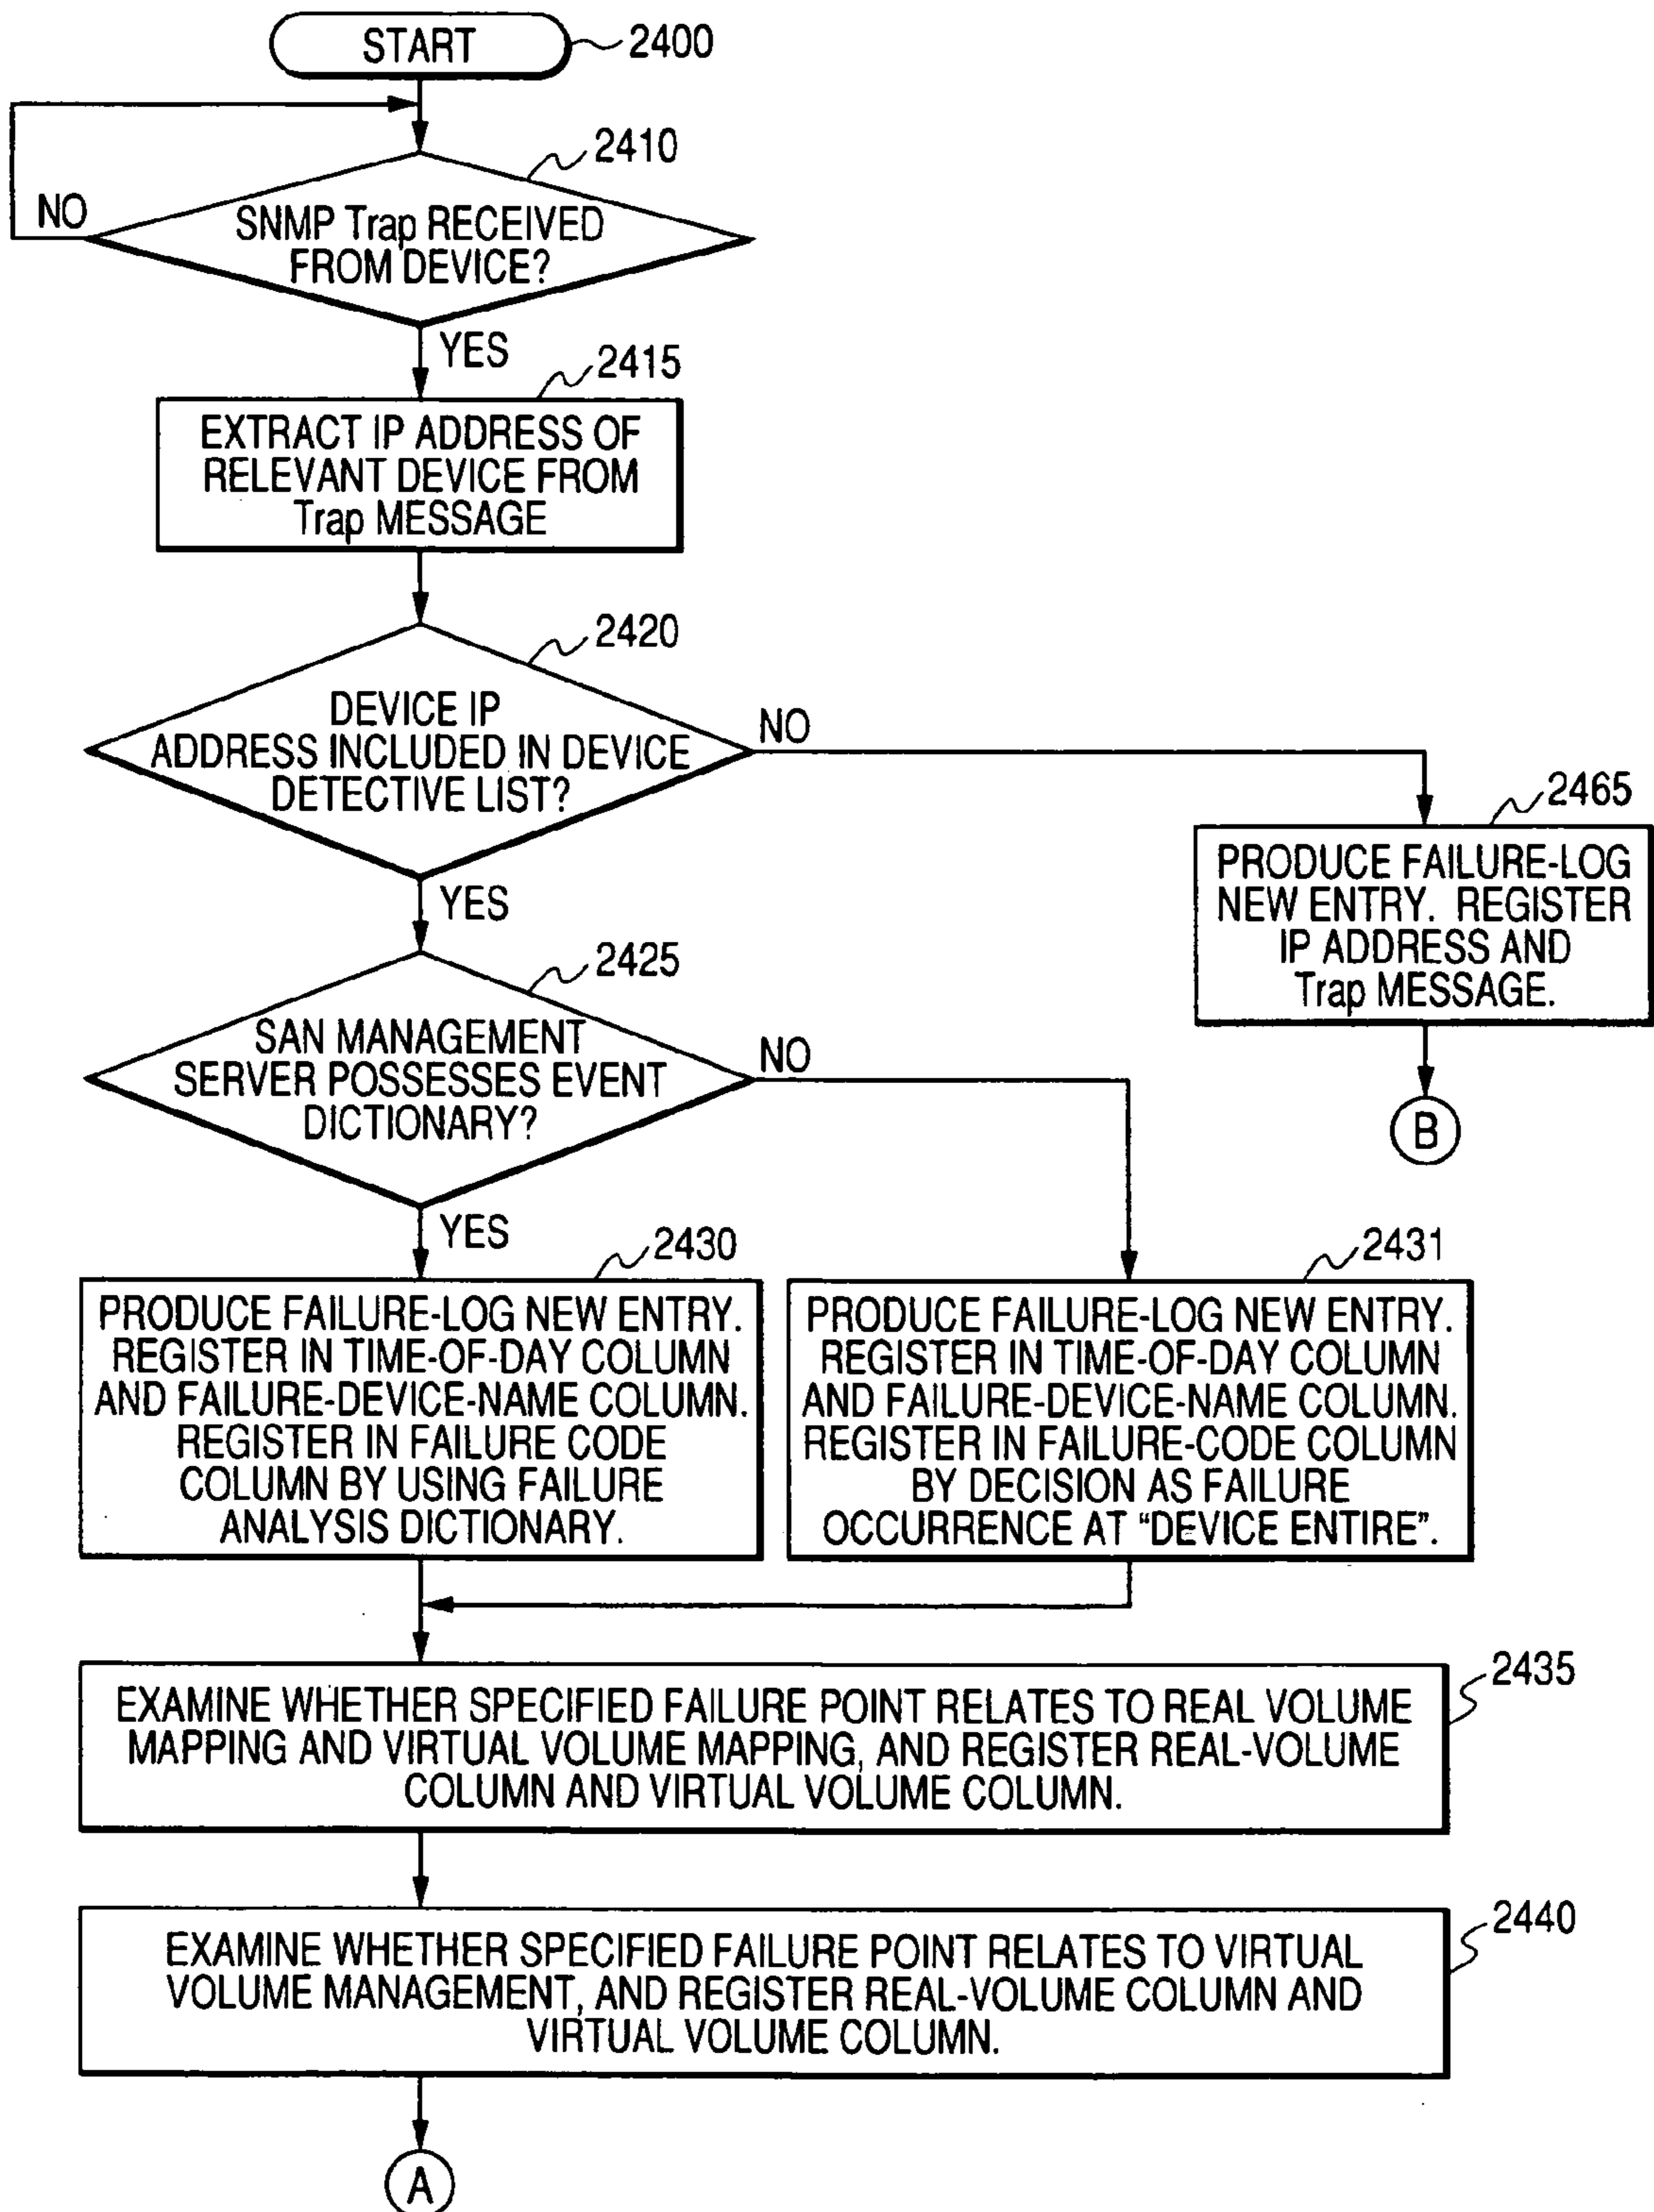 START
2400
2410
NO
SNMP Trap RECEIVED
FROM DEVICE?
YES
2415
EXTRACT IP ADDRESS OF
RELEVANT DEVICE FROM
Trap MESSAGE
2420
DEVICE IP
ADDRESS INCLUDED IN DEVICE
DETECTIVE LIST?
NO
YES
2465
PRODUCE FAILURE-LOG
NEW ENTRY. REGISTER
IP ADDRESS AND
Trap MESSAGE.
B
2425
SAN MANAGEMENT
SERVER POSSESSES EVENT
DICTIONARY?
NO
YES
2430
PRODUCE FAILURE-LOG NEW ENTRY.
REGISTER IN TIME-OF-DAY COLUMN
AND FAILURE-DEVICE-NAME COLUMN.
REGISTER IN FAILURE CODE
COLUMN BY USING FAILURE
ANALYSIS DICTIONARY.
2431
PRODUCE FAILURE-LOG NEW ENTRY.
REGISTER IN TIME-OF-DAY COLUMN
AND FAILURE-DEVICE-NAME COLUMN.
REGISTER IN FAILURE-CODE COLUMN
BY DECISION AS FAILURE
OCCURRENCE AT “DEVICE ENTIRE”.
2435
EXAMINE WHETHER SPECIFIED FAILURE POINT RELATES TO REAL VOLUME
MAPPING AND VIRTUAL VOLUME MAPPING, AND REGISTER REAL-VOLUME
COLUMN AND VIRTUAL VOLUME COLUMN.
2440
EXAMINE WHETHER SPECIFIED FAILURE POINT RELATES TO VIRTUAL
VOLUME MANAGEMENT, AND REGISTER REAL-VOLUME COLUMN AND
VIRTUAL VOLUME COLUMN.
A